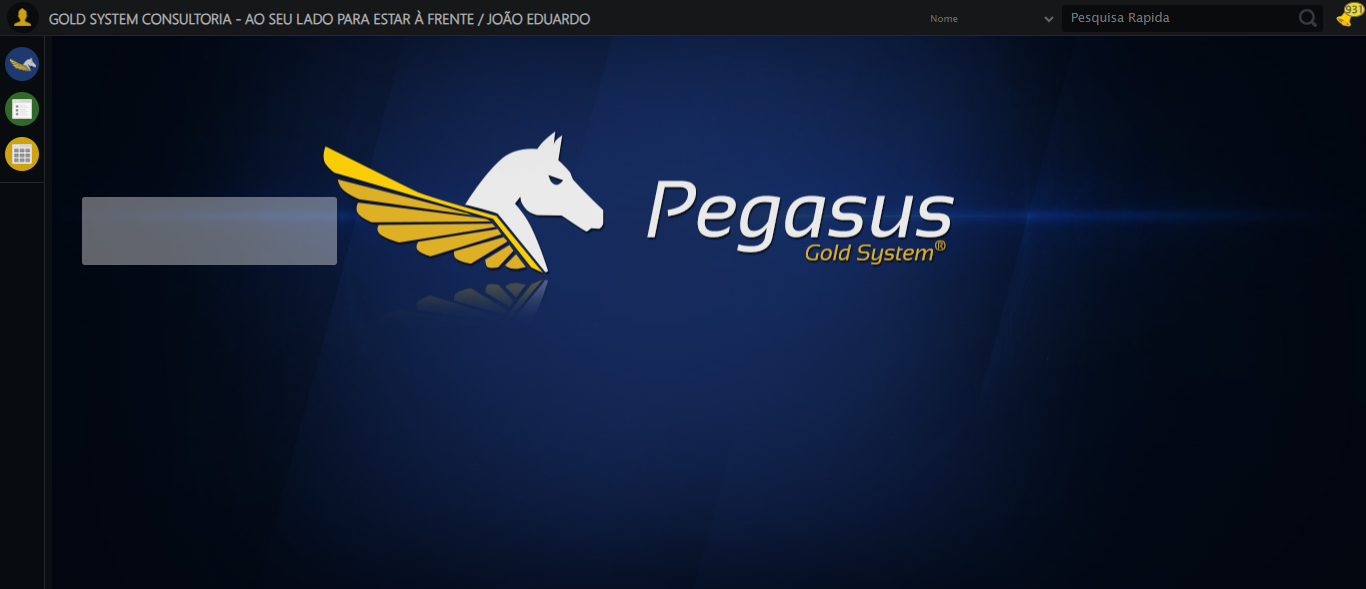 GOLD SYSTEM CONSULTORIA - AO SEU LADO PARA ESTAR À FRENTE / JOÃO EDUARDO
Nome
Pesquisa Rapida
931
Pegasus
Gold System®